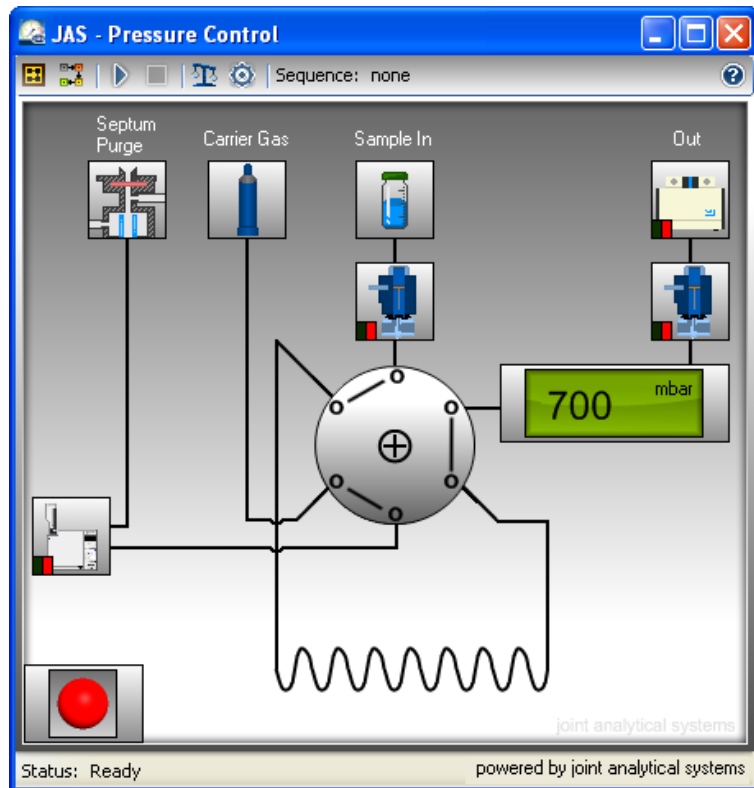 JAS - Pressure Control
Sequence: none
Septum
Purge
Carrier Gas
Sample In
Out
700
mbar
joint analytical systems
Status: Ready
powered by joint analytical systems